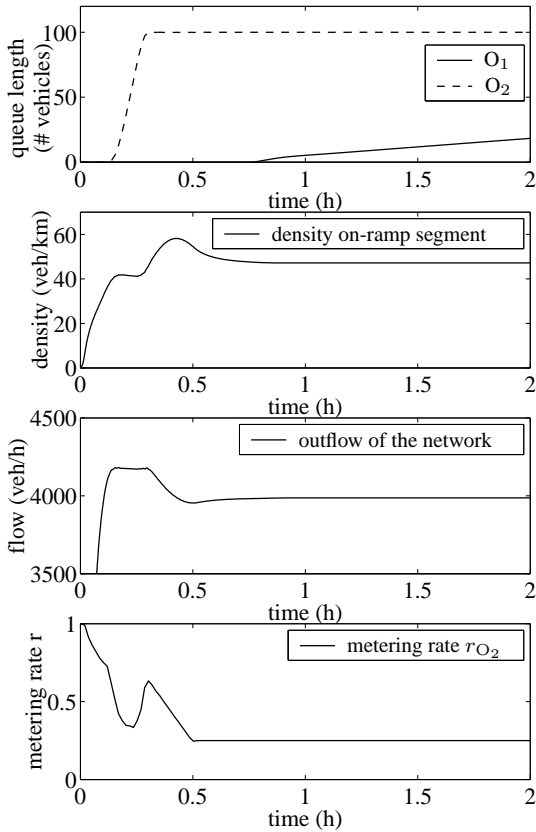 100
50
0
queue length
(# vehicles)
O₁
O₂
0 0.5 1 1.5 2
time (h)
60
40
20
0
density (veh/km)
density on-ramp segment
0 0.5 1 1.5 2
time (h)
4500
4000
3500
flow (veh/h)
outflow of the network
0 0.5 1 1.5 2
time (h)
1
0.5
0
metering rate r
metering rate r_O₂
0 0.5 1 1.5 2
time (h)